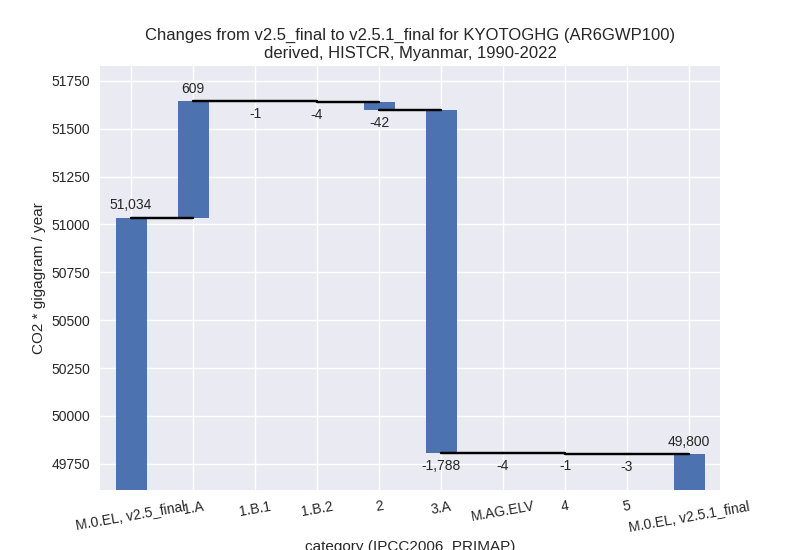 Changes from v2.5_final to v2.5.1_final for KYOTOGHG (AR6GWP100)
derived, HISTCR, Myanmar, 1990-2022
CO2 * gigagram / year
51750
51500
51250
51000
50750
50500
50250
50000
49750
51,034
609
-1
-4
-42
-1,788
-4
-1
-3
49,800
M.0.EL, v2.5_final
1.A
1.B.1
1.B.2
2
3.A
M.AG.ELV
4
5
M.0.EL, v2.5.1_final
category (IPCC2006_PRIMAP)